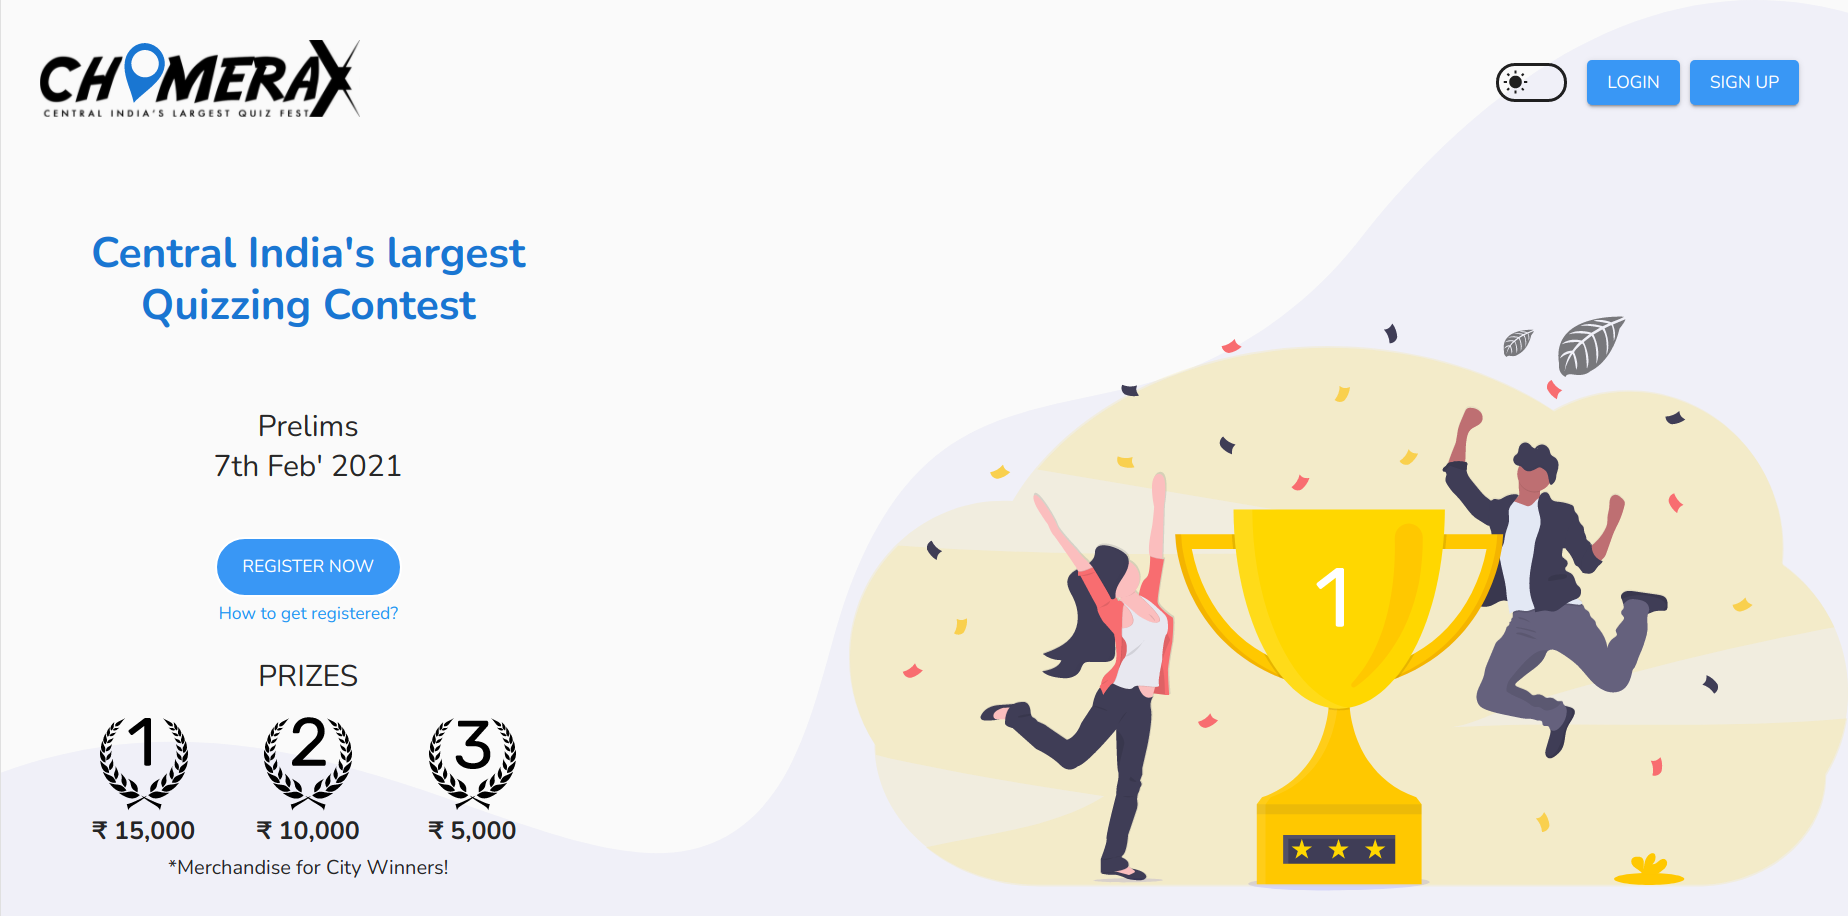 CHOMERAX
CENTRAL INDIA'S LARGEST QUIZ FEST
LOGIN
SIGN UP
Central India's largest
Quizzing Contest
Prelims
7th Feb' 2021
REGISTER NOW
How to get registered?
PRIZES
1
2
3
₹ 15,000
₹ 10,000
₹ 5,000
*Merchandise for City Winners!
1